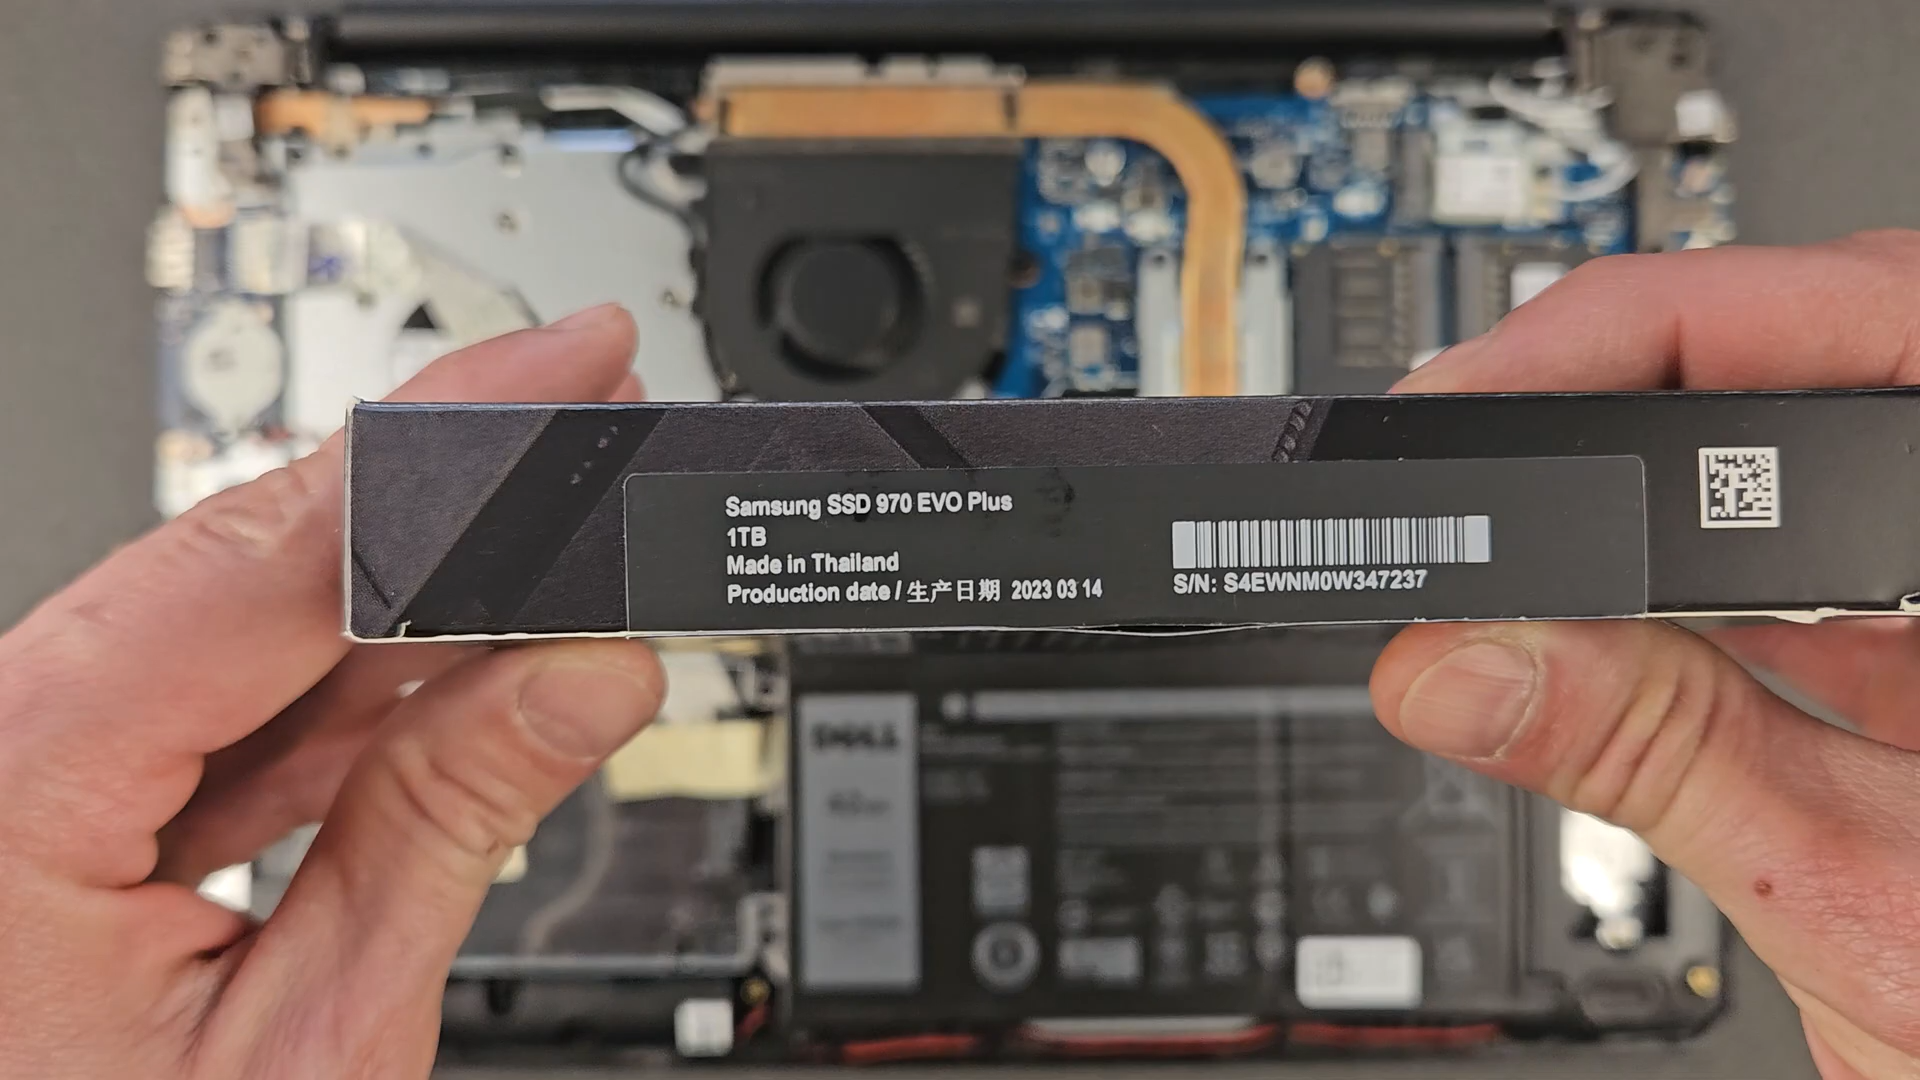 Samsung SSD 970 EVO Plus
1TB
Made in Thailand
Production date / 生产日期 2023 03 14
S/N: S4EWNM0W347237
DELL